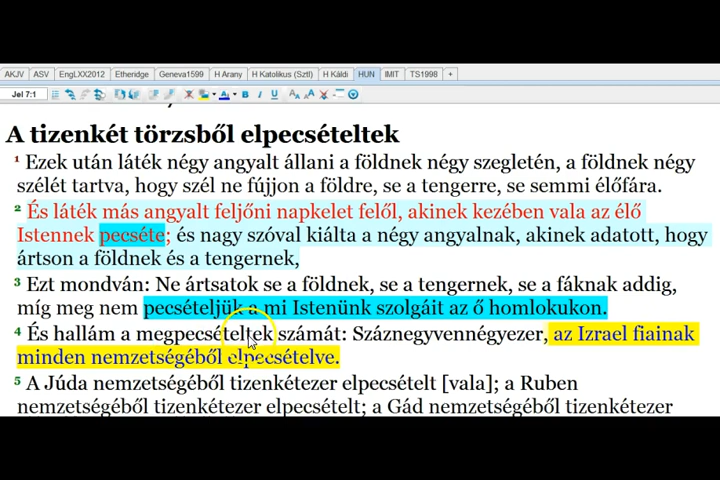 AKJV ASV EngLXX2012 Etheridge Geneva1599 H Arany H Katolikus (Sztl) H Káldi HUN IMIT TS1998 +
Jel 7:1 B I U
A tizenkét törzsből elpecsételtek
1 Ezek után láték négy angyalt állani a földnek négy szegletén, a földnek négy
szélét tartva, hogy szél ne fújjon a földre, se a tengerre, se semmi élőfára.
2 És láték más angyalt feljőni napkelet felől, akinek kezében vala az élő
Istennek pecséte; és nagy szóval kiálta a négy angyalnak, akinek adatott, hogy
ártson a földnek és a tengernek,
3 Ezt mondván: Ne ártsatok se a földnek, se a tengernek, se a fáknak addig,
míg meg nem pecsételjük a mi Istenünk szolgáit az ő homlokukon.
4 És hallám a megpecsételtek számát: Száznegyvennégyezer, az Izrael fiainak
minden nemzetségéből elpecsételve.
5 A Júda nemzetségéből tizenkétezer elpecsételt [vala]; a Ruben
nemzetségéből tizenkétezer elpecsételt; a Gád nemzetségéből tizenkétezer